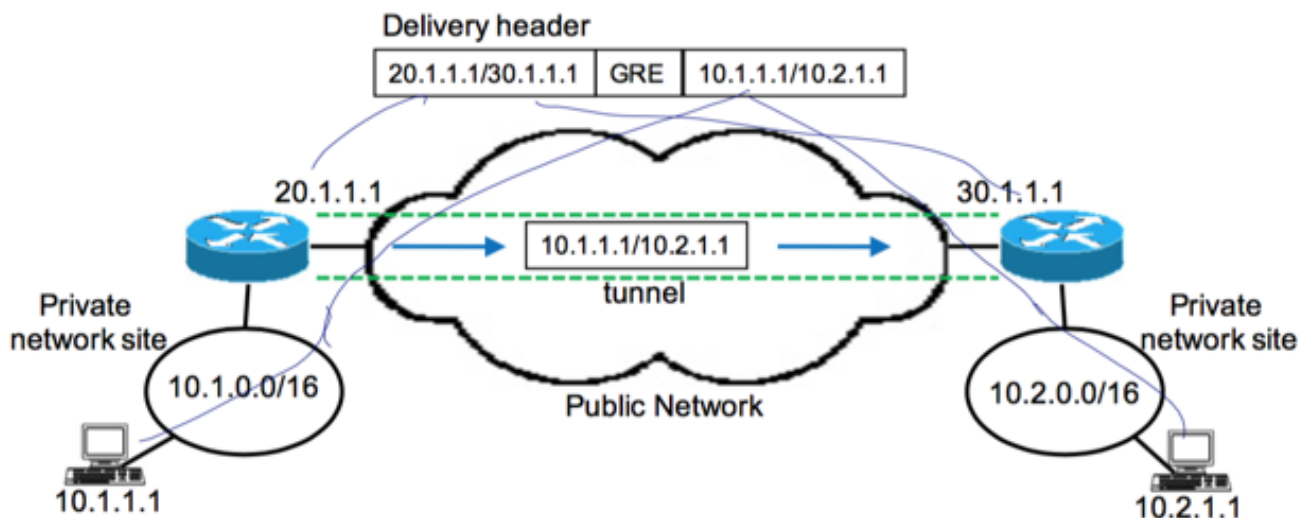 Delivery header
20.1.1.1/30.1.1.1 GRE 10.1.1.1/10.2.1.1
20.1.1.1
30.1.1.1
10.1.1.1/10.2.1.1
tunnel
Private
network site
Private
network site
10.1.0.0/16
10.2.0.0/16
Public Network
10.1.1.1
10.2.1.1